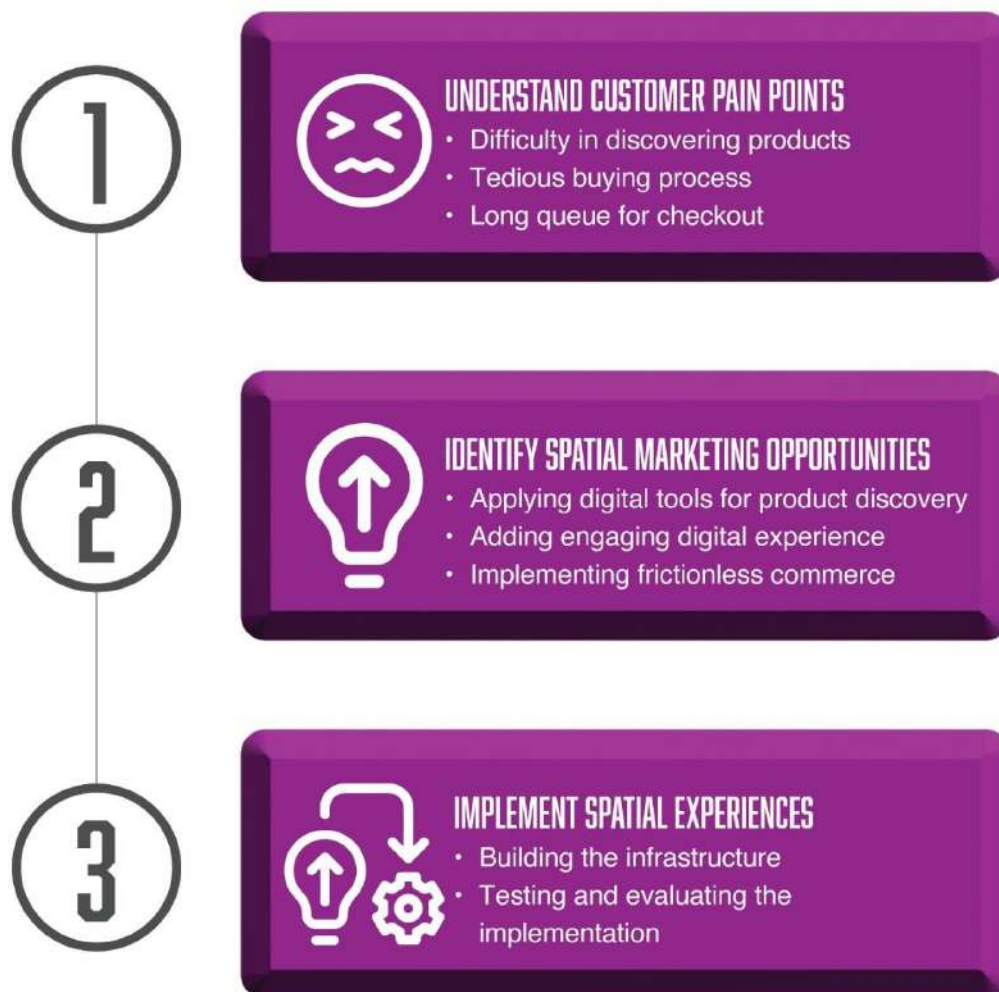 1
UNDERSTAND CUSTOMER PAIN POINTS
• Difficulty in discovering products
• Tedious buying process
• Long queue for checkout
2
IDENTIFY SPATIAL MARKETING OPPORTUNITIES
• Applying digital tools for product discovery
• Adding engaging digital experience
• Implementing frictionless commerce
3
IMPLEMENT SPATIAL EXPERIENCES
• Building the infrastructure
• Testing and evaluating the
implementation